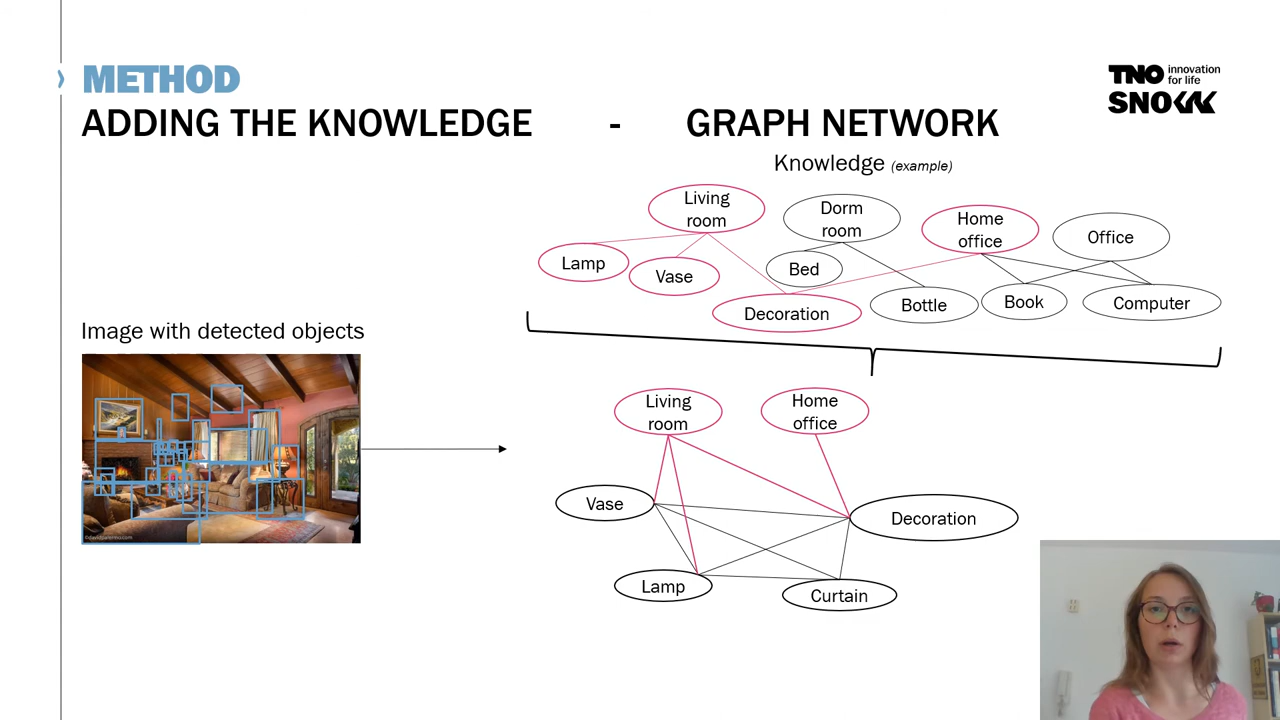 METHOD
ADDING THE KNOWLEDGE - GRAPH NETWORK
TNO innovation
for life
SNOW
Knowledge (example)
Living
room
Dorm
room
Home
office
Office
Lamp
Vase
Bed
Decoration
Bottle
Book
Computer
Image with detected objects
Living
room
Home
office
Vase
Decoration
Lamp
Curtain